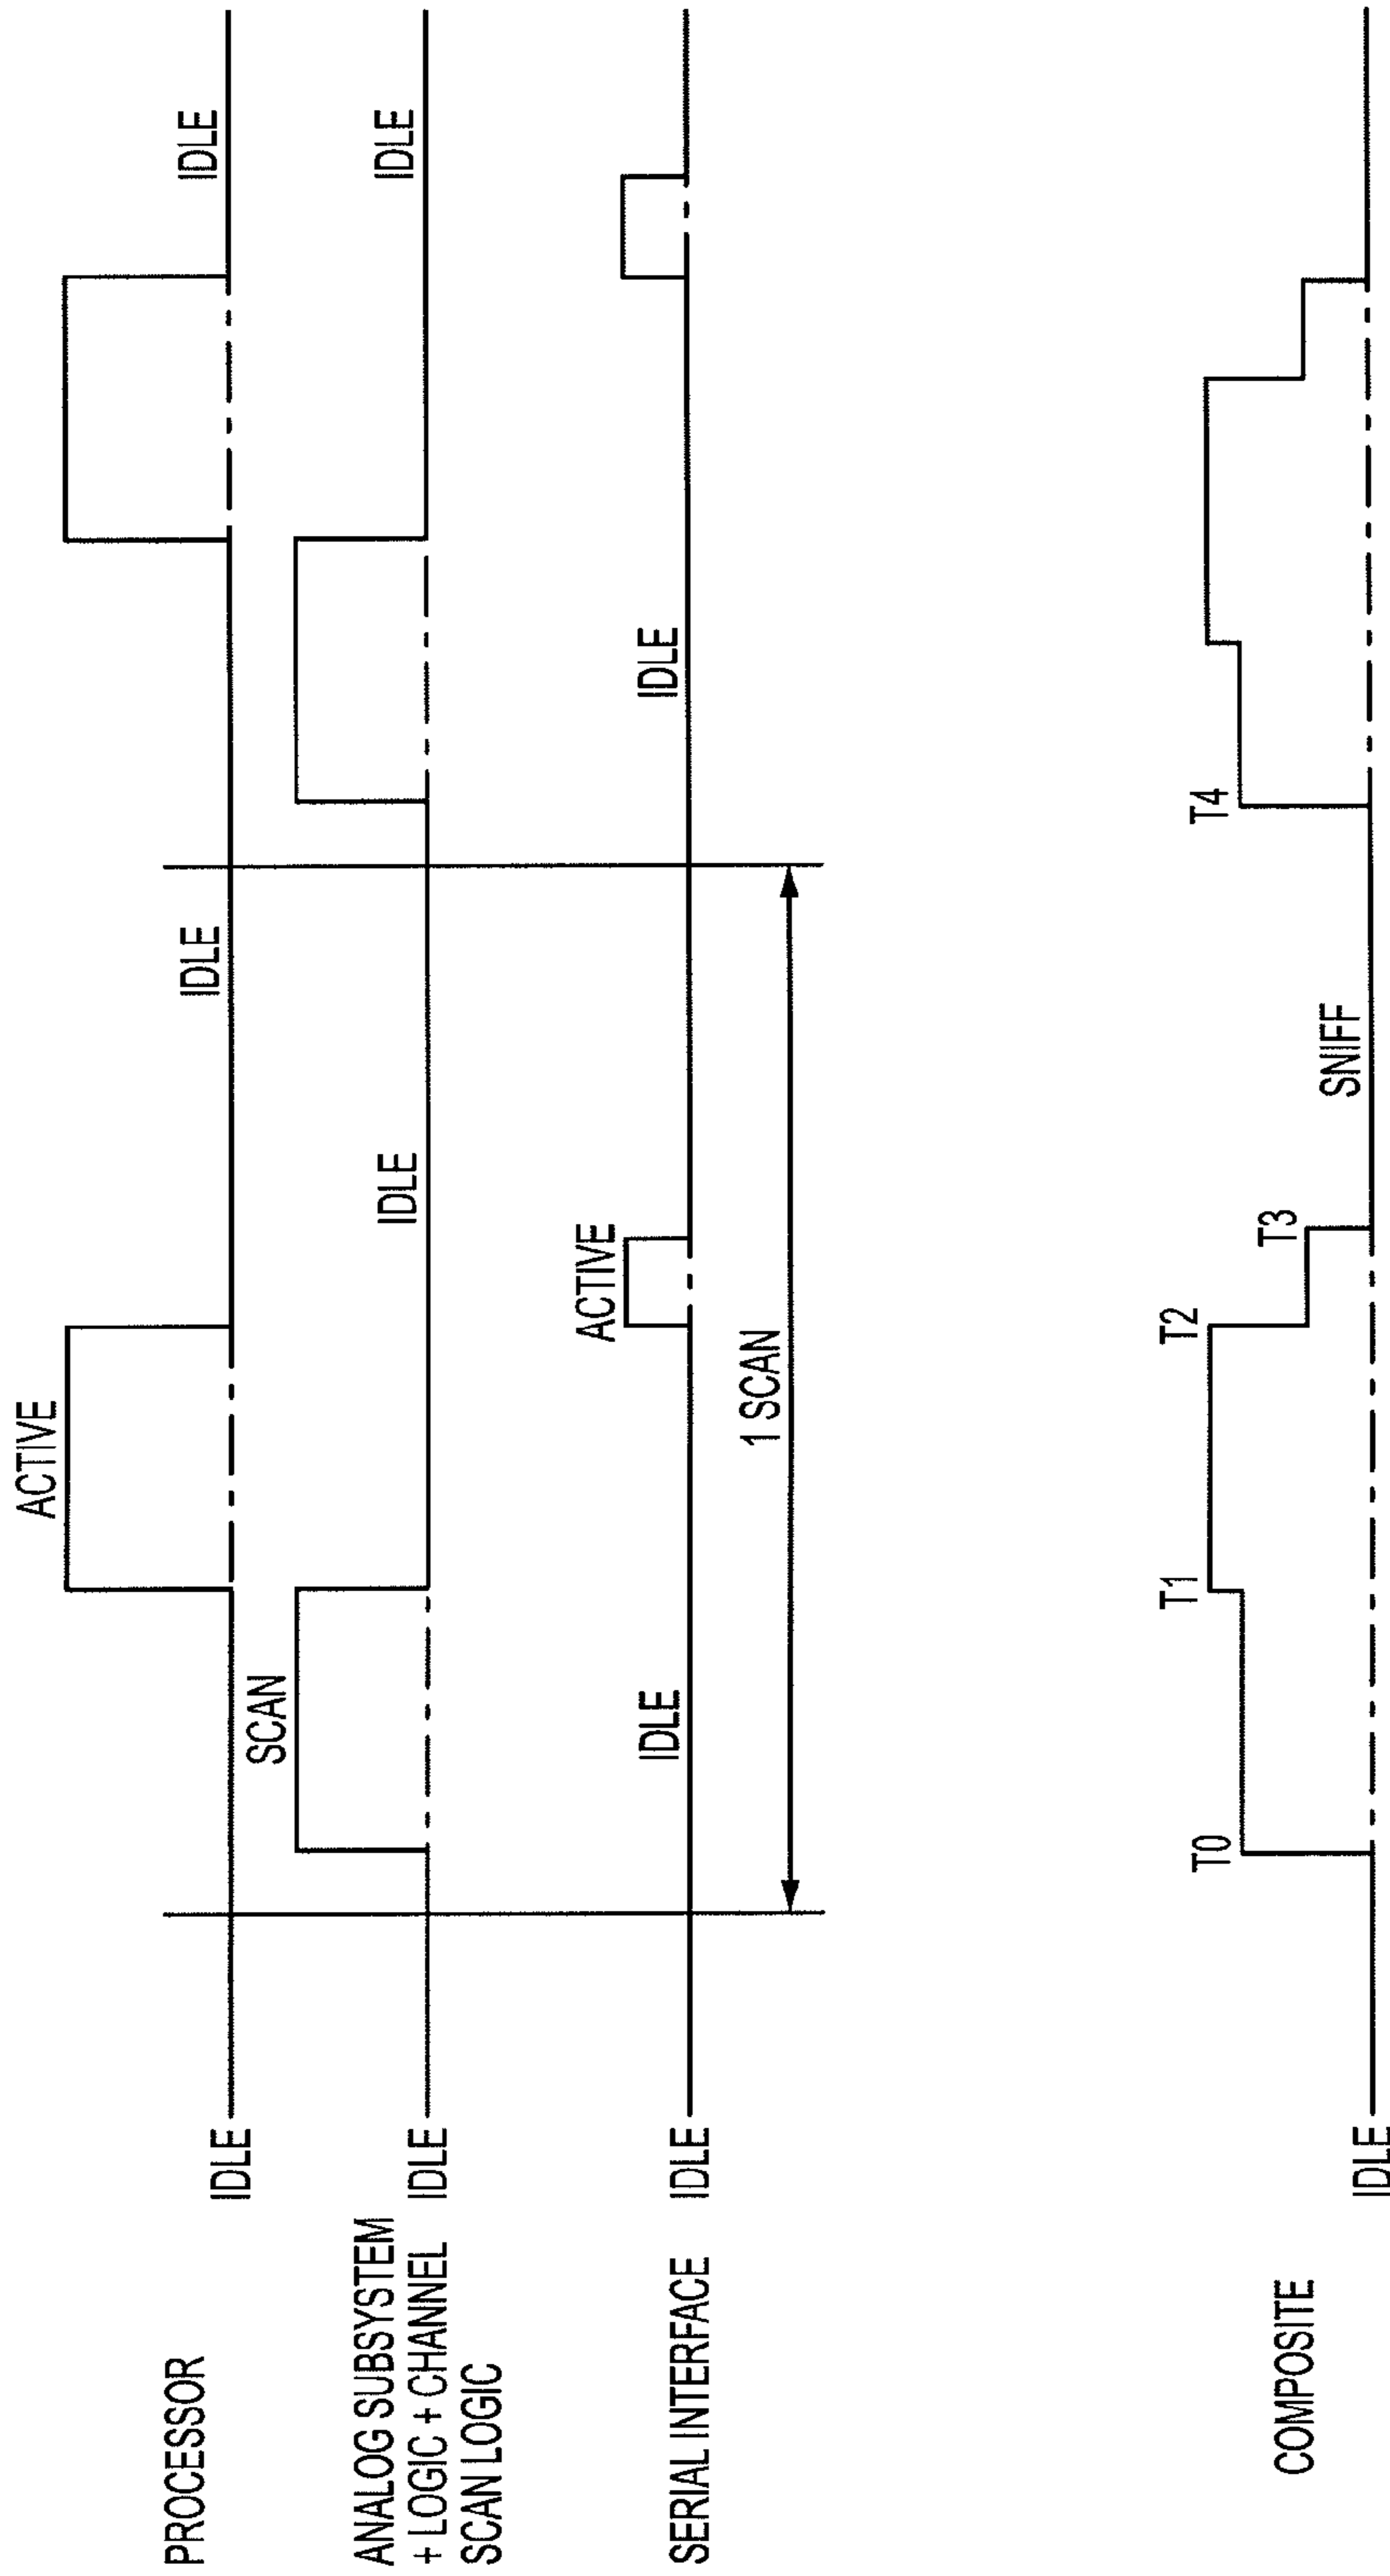 PROCESSOR
IDLE
ACTIVE
IDLE
IDLE
ANALOG SUBSYSTEM
+ LOGIC + CHANNEL
SCAN LOGIC
IDLE
SCAN
IDLE
IDLE
SERIAL INTERFACE
IDLE
IDLE
ACTIVE
IDLE
1 SCAN
COMPOSITE
IDLE
T0
T1
T2
T3
SNIFF
T4